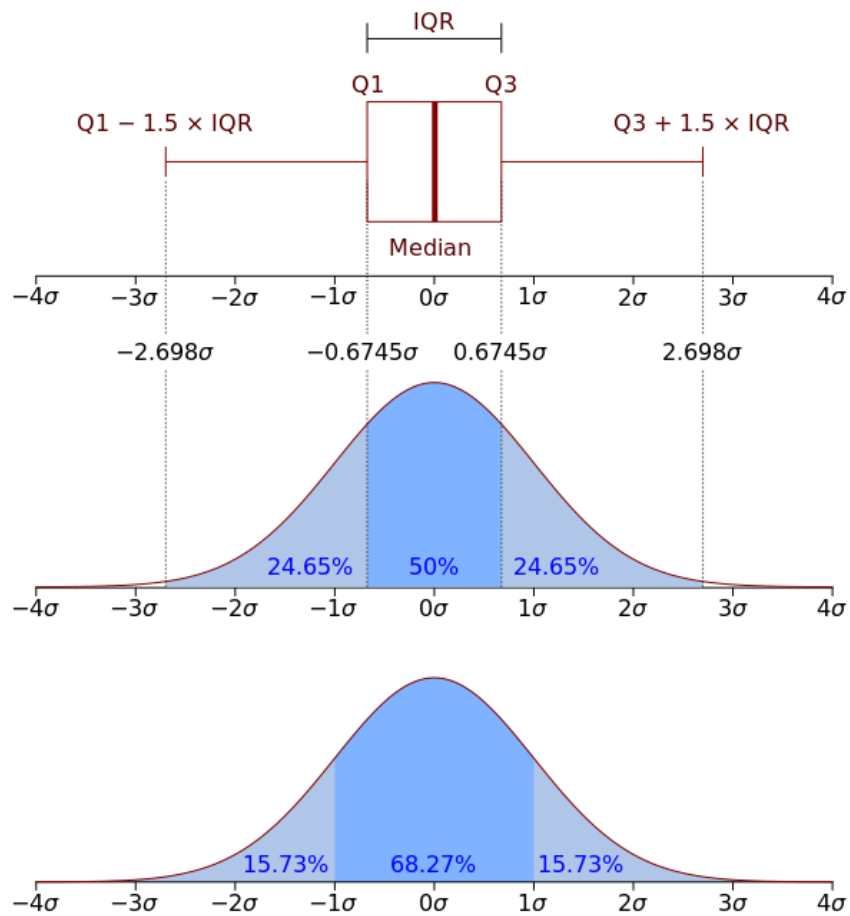 IQR
Q1 Q3
Q1 − 1.5 × IQR Q3 + 1.5 × IQR
Median
−4σ −3σ −2σ −1σ 0σ 1σ 2σ 3σ 4σ
−2.698σ −0.6745σ 0.6745σ 2.698σ
24.65% 50% 24.65%
−4σ −3σ −2σ −1σ 0σ 1σ 2σ 3σ 4σ
15.73% 68.27% 15.73%
−4σ −3σ −2σ −1σ 0σ 1σ 2σ 3σ 4σ